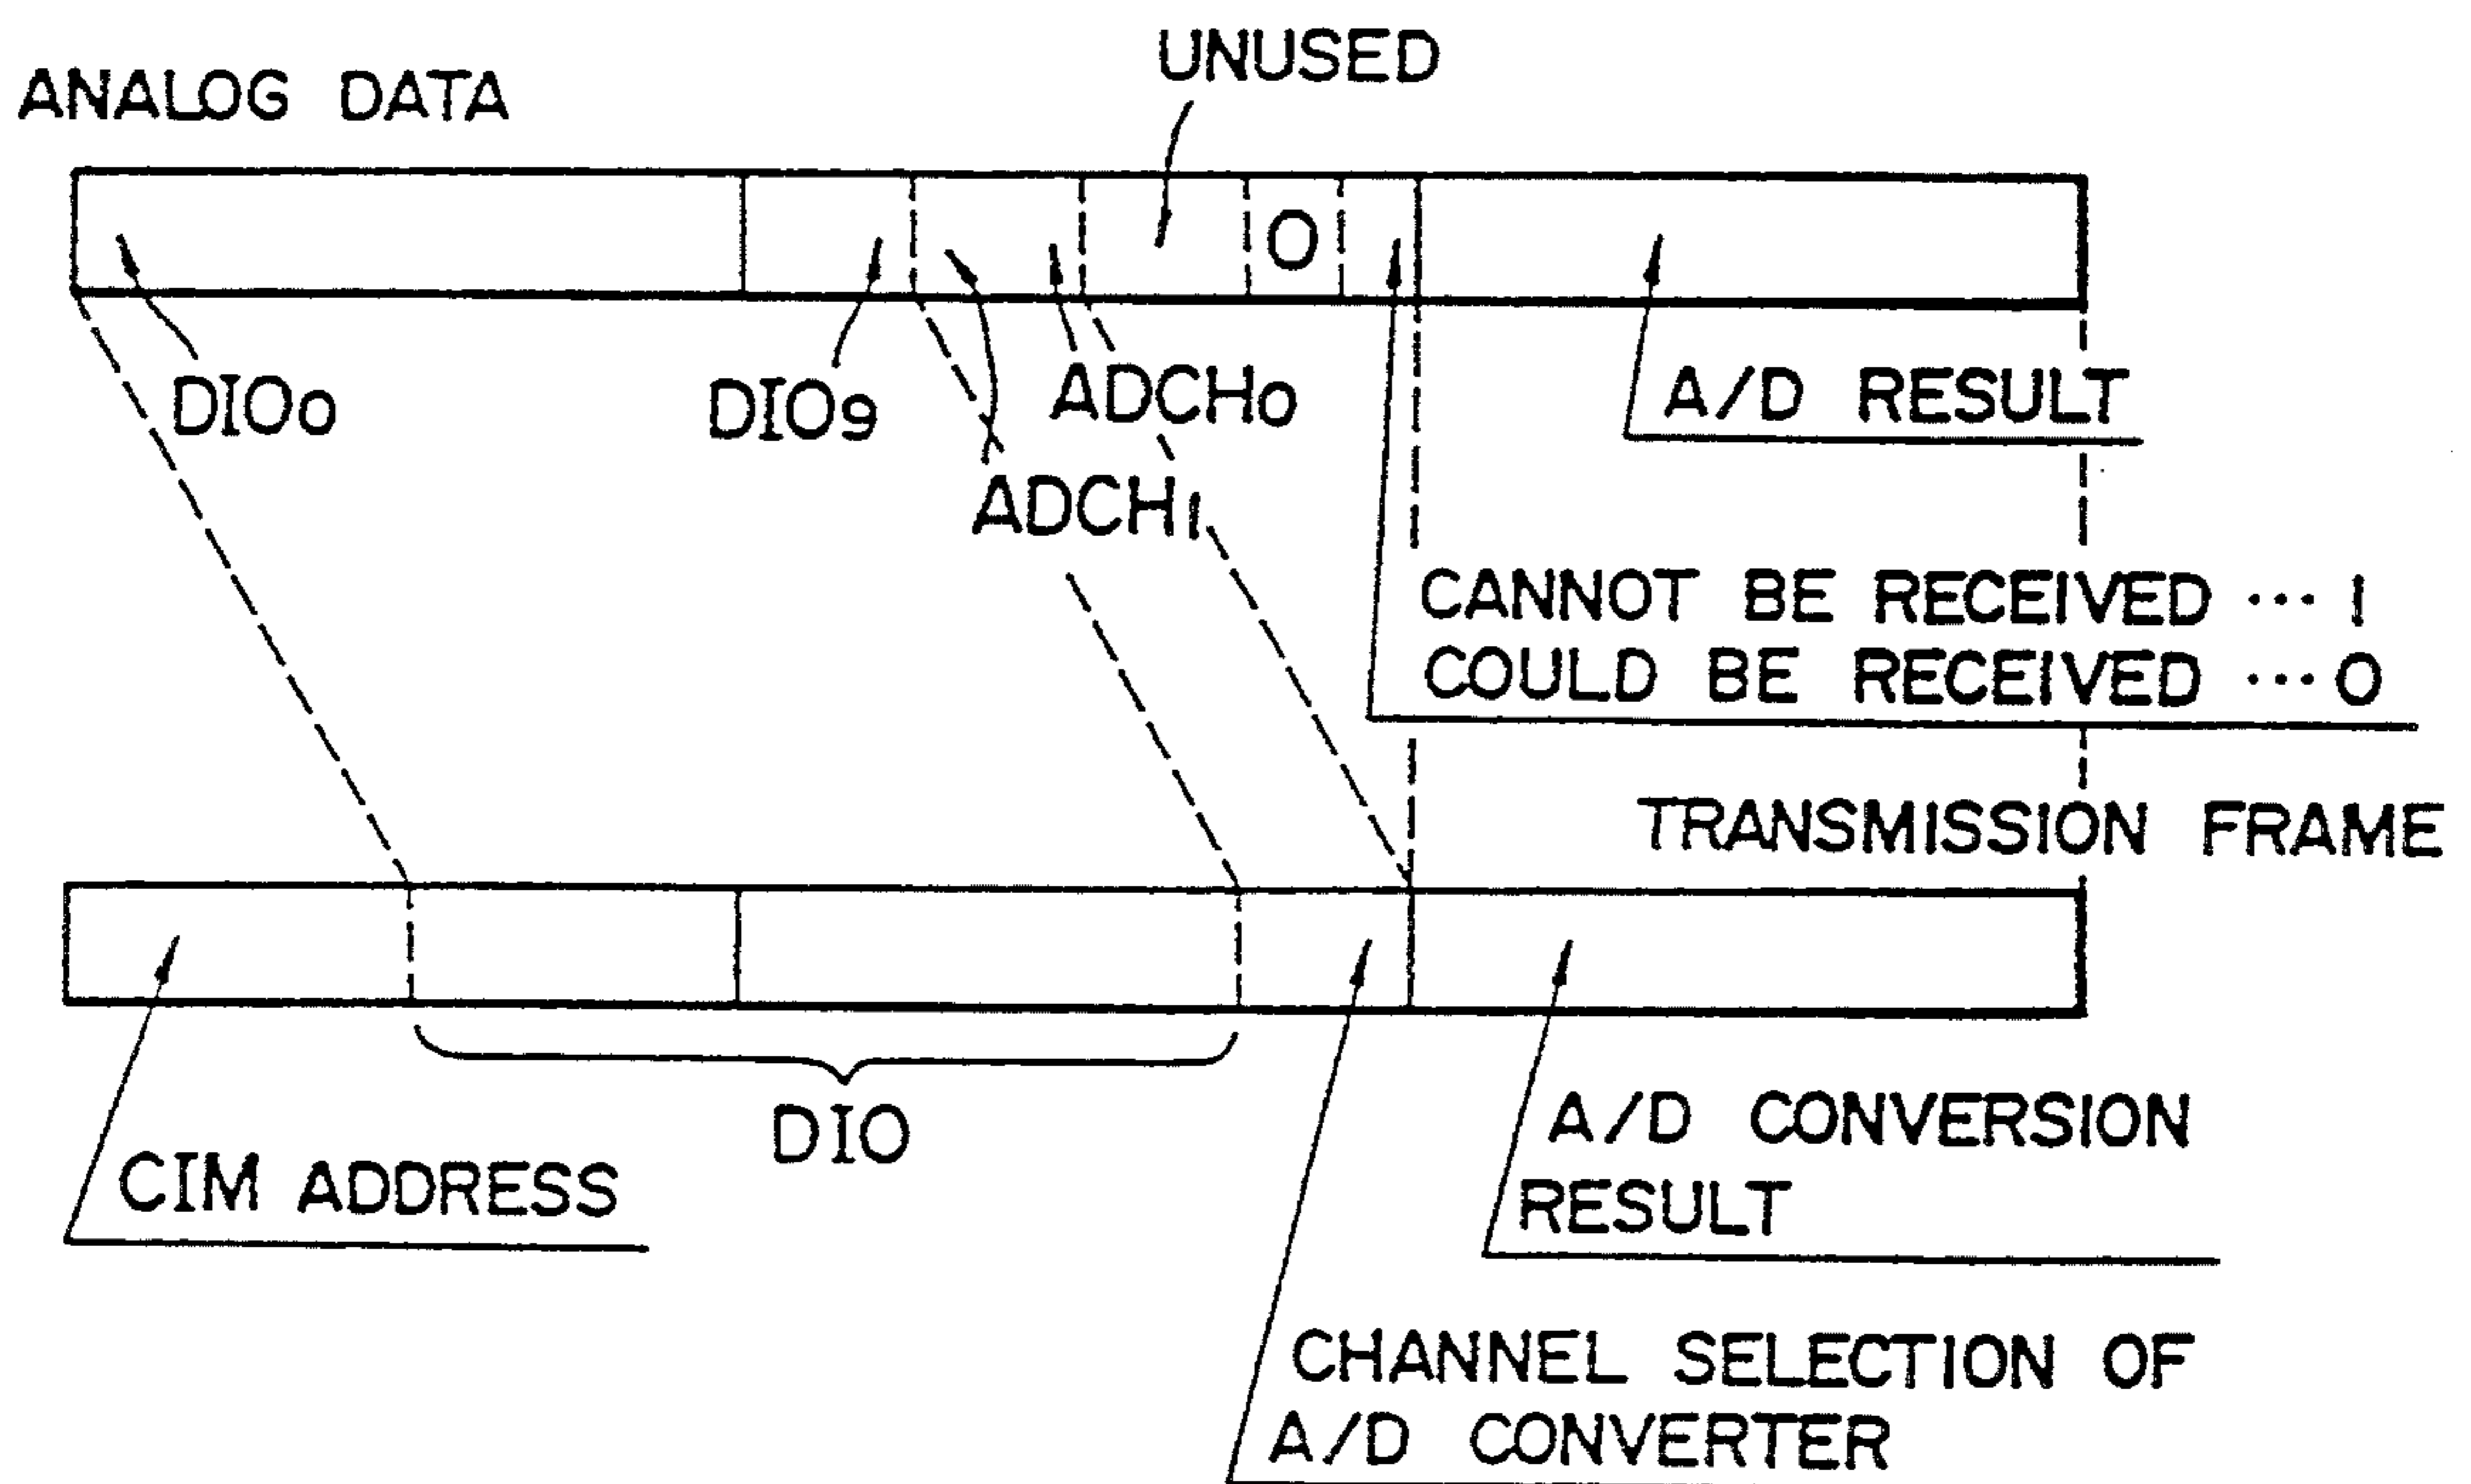 UNUSED
ANALOG DATA
O
DIO₀
DIO₉
ADCH₀
A/D RESULT
ADCH₁
CANNOT BE RECEIVED ... 1
COULD BE RECEIVED ... 0
TRANSMISSION FRAME
DIO
CIM ADDRESS
A/D CONVERSION
RESULT
CHANNEL SELECTION OF
A/D CONVERTER